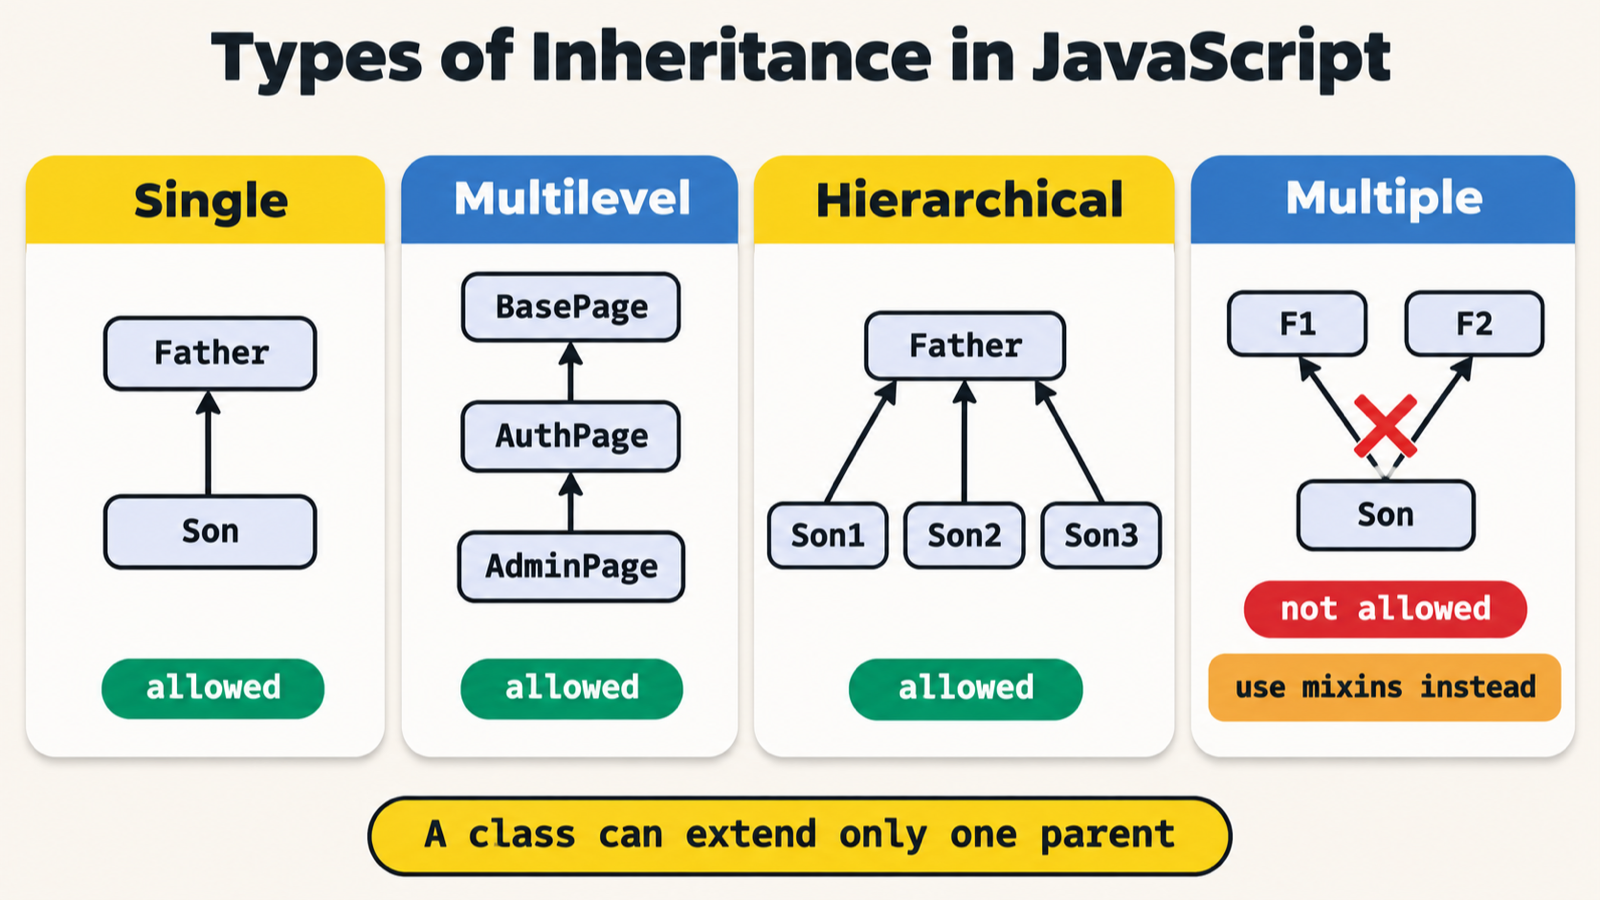 Types of Inheritance in JavaScript
Single
Father
Son
allowed
Multilevel
BasePage
AuthPage
AdminPage
allowed
Hierarchical
Father
Son1 Son2 Son3
allowed
Multiple
F1 F2
Son
not allowed
use mixins instead
A class can extend only one parent